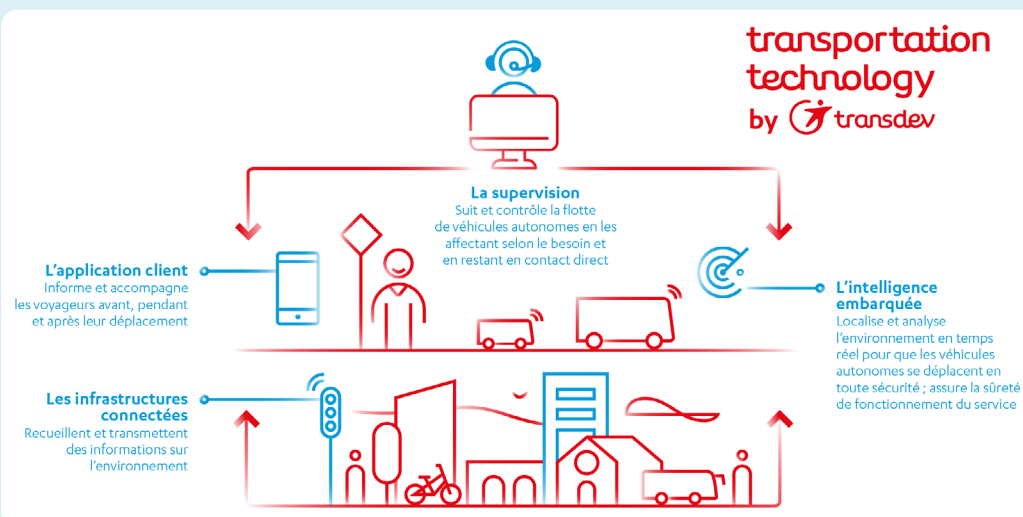 transportation
technology
by transdev
La supervision
Suit et contrôle la flotte
de véhicules autonomes en les
affectant selon le besoin et
en restant en contact direct
L'application client
Informe et accompagne
les voyageurs avant, pendant
et après leur déplacement
L'intelligence
embarquée
Localise et analyse
l'environnement en temps
réel pour que les véhicules
autonomes se déplacent en
toute sécurité ; assure la sûreté
de fonctionnement du service
Les infrastructures
connectées
Recueillent et transmettent
des informations sur
l'environnement